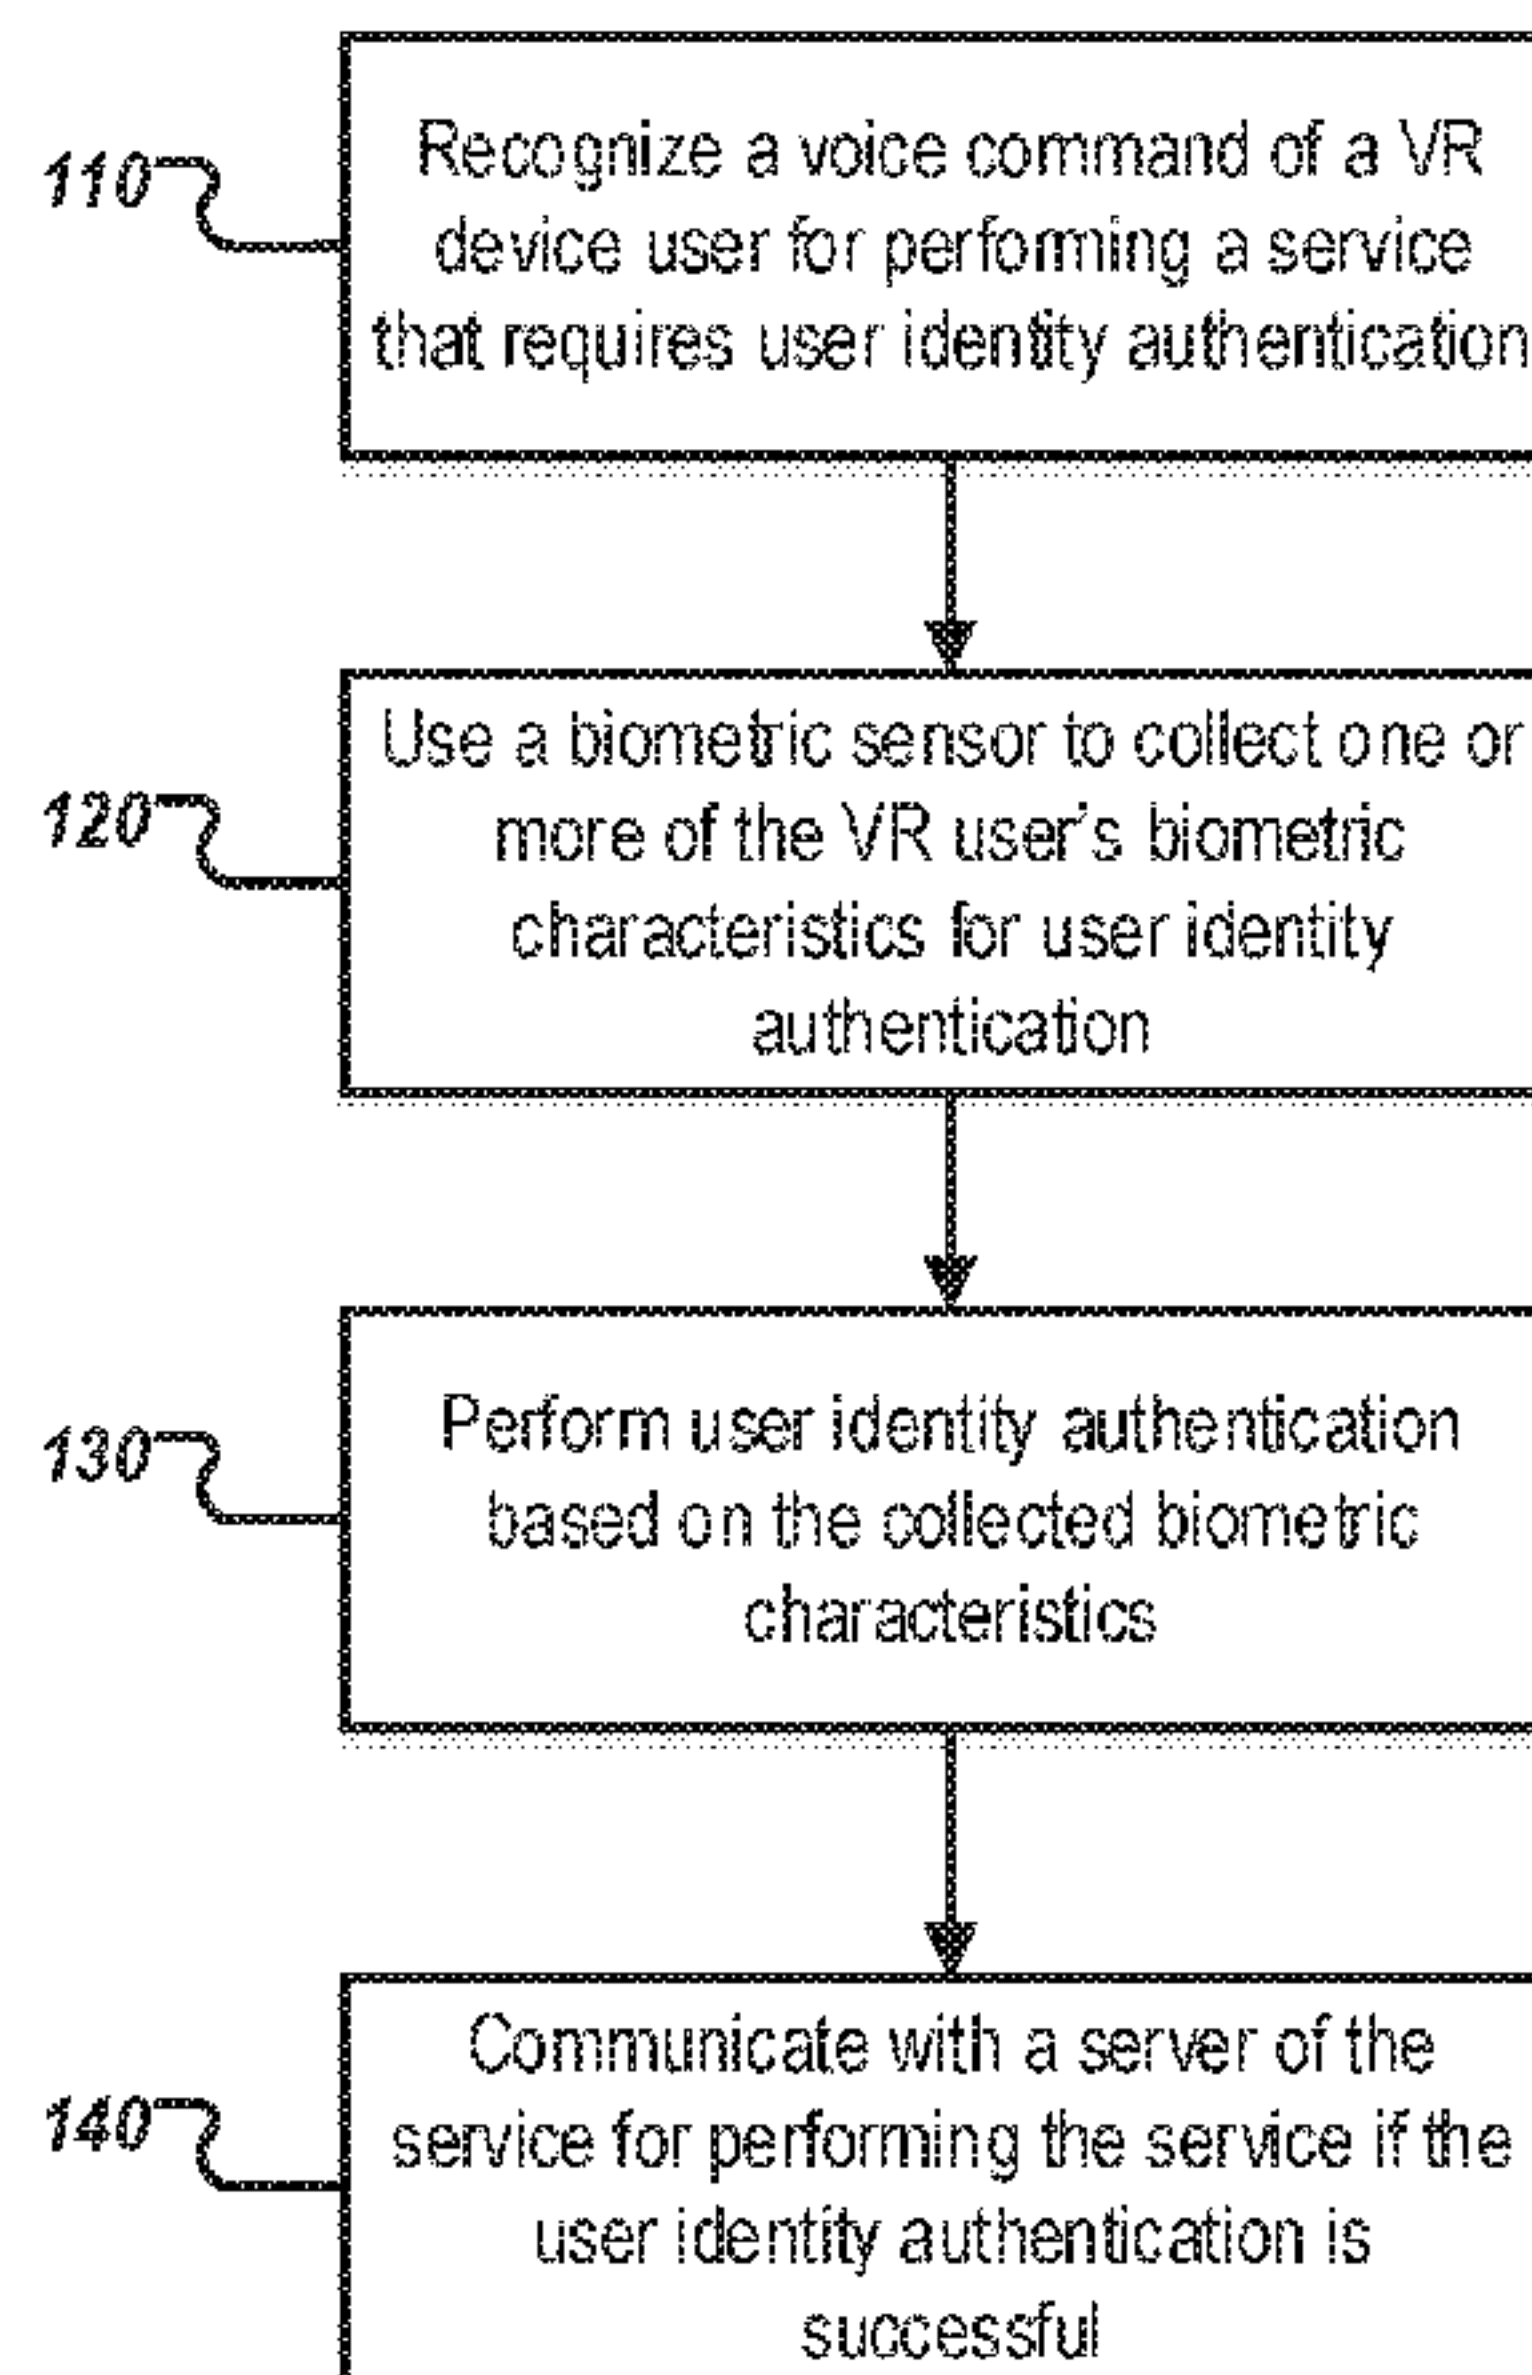 110
Recognize a voice command of a VR
device user for performing a service
that requires user identity authentication
120
Use a biometric sensor to collect one or
more of the VR user's biometric
characteristics for user identity
authentication
130
Perform user identity authentication
based on the collected biometric
characteristics
140
Communicate with a server of the
service for performing the service if the
user identity authentication is
successful